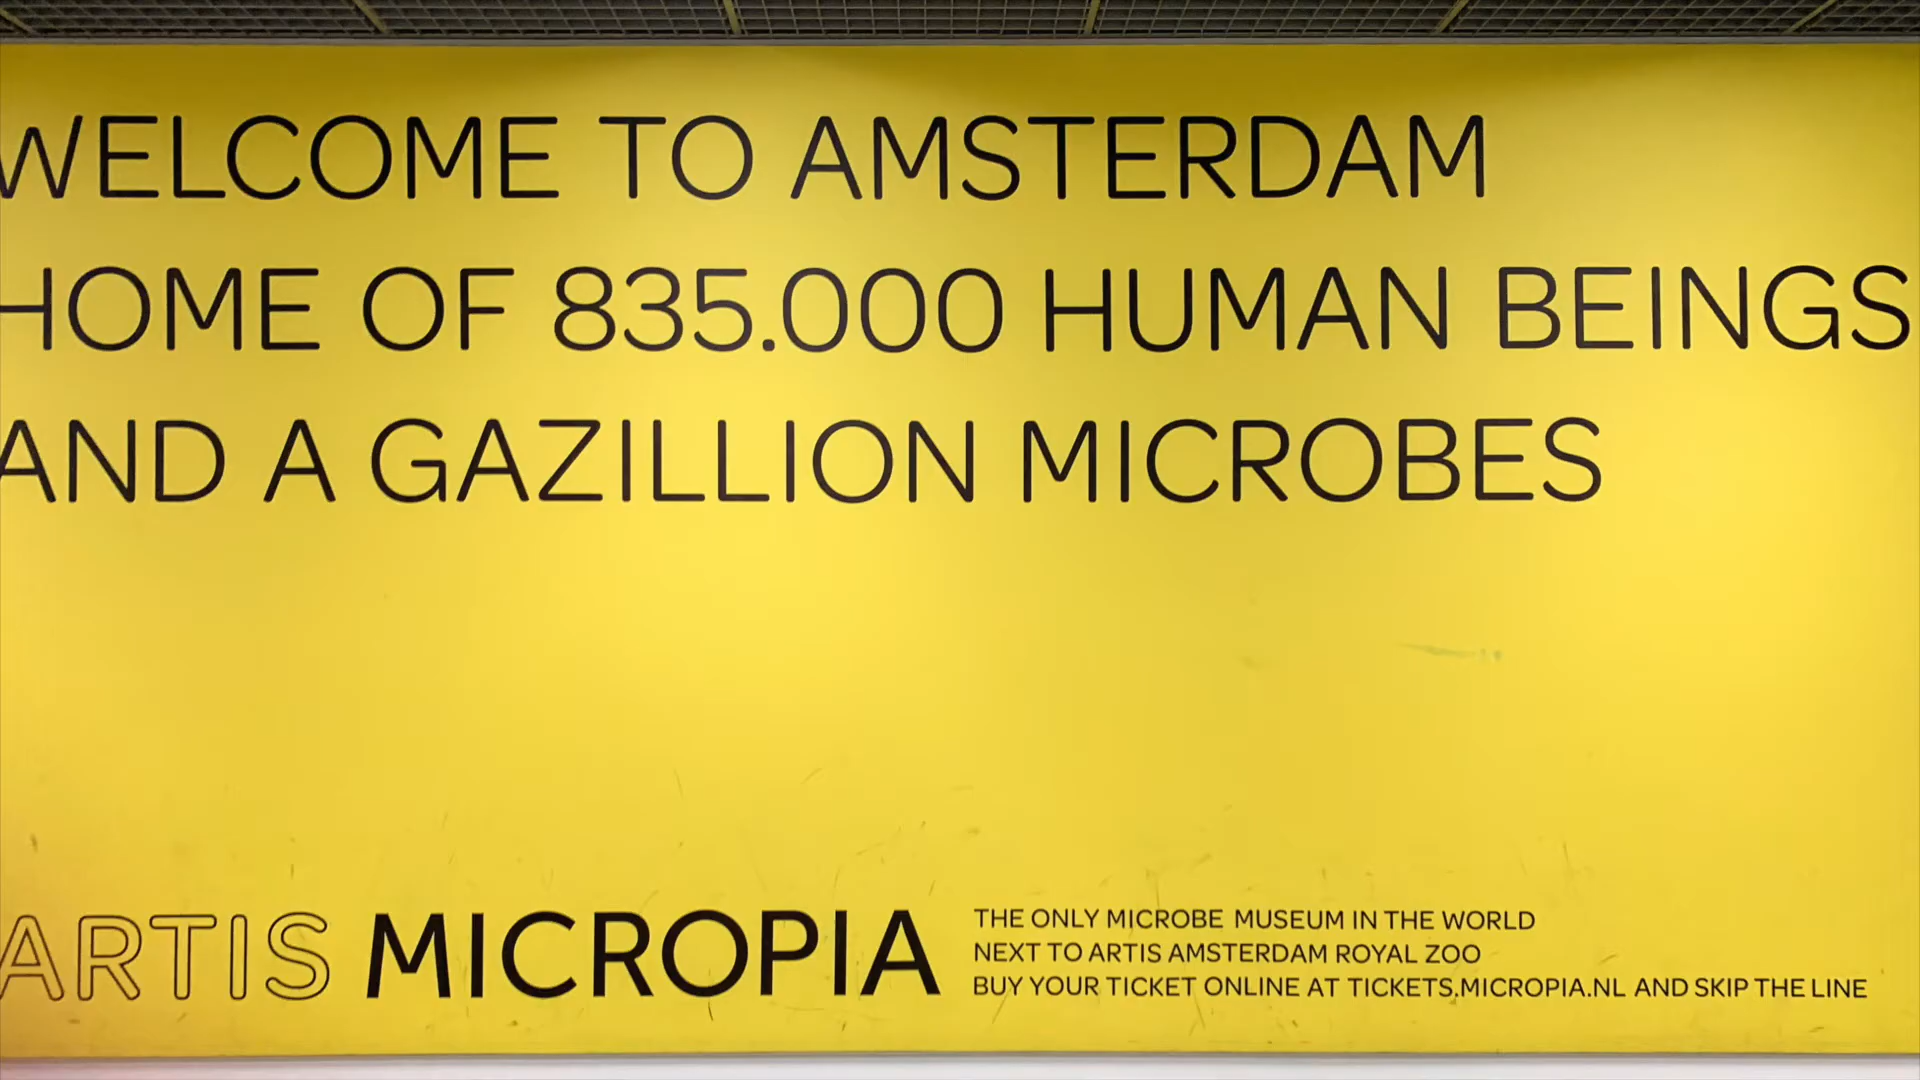 WELCOME TO AMSTERDAM
HOME OF 835.000 HUMAN BEINGS
AND A GAZILLION MICROBES
ARTIS MICROPIA
THE ONLY MICROBE MUSEUM IN THE WORLD
NEXT TO ARTIS AMSTERDAM ROYAL ZOO
BUY YOUR TICKET ONLINE AT TICKETS.MICROPIA.NL AND SKIP THE LINE